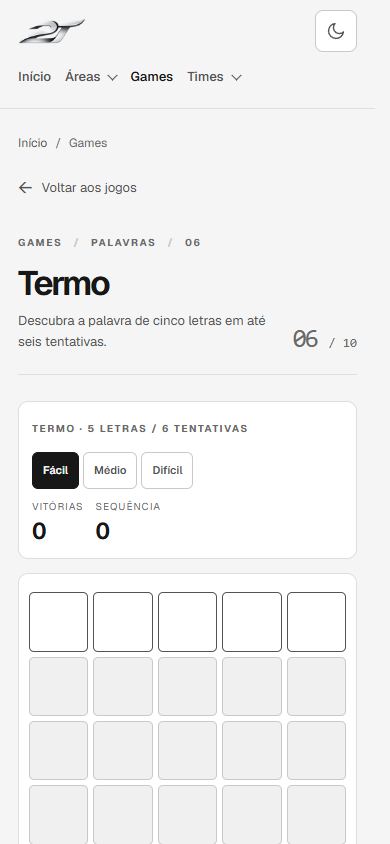 Início Áreas Games Times
Início / Games
← Voltar aos jogos
GAMES / PALAVRAS / 06
Termo
Descubra a palavra de cinco letras em até
seis tentativas.
06 / 10
TERMO · 5 LETRAS / 6 TENTATIVAS
Fácil Médio Difícil
VITÓRIAS SEQUÊNCIA
0 0